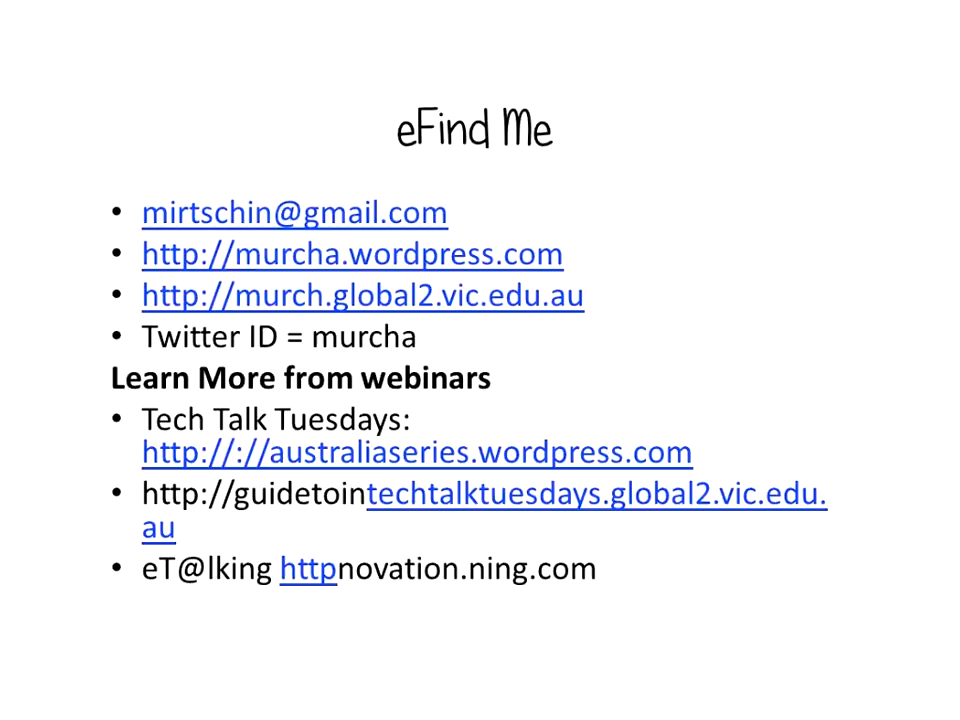 eFind Me
• mirtschin@gmail.com
• http://murcha.wordpress.com
• http://murch.global2.vic.edu.au
• Twitter ID = murcha
Learn More from webinars
• Tech Talk Tuesdays:
http://://australiaseries.wordpress.com
• http://guidetointechtalktuesdays.global2.vic.edu.
au
• eT@lking httpnovation.ning.com